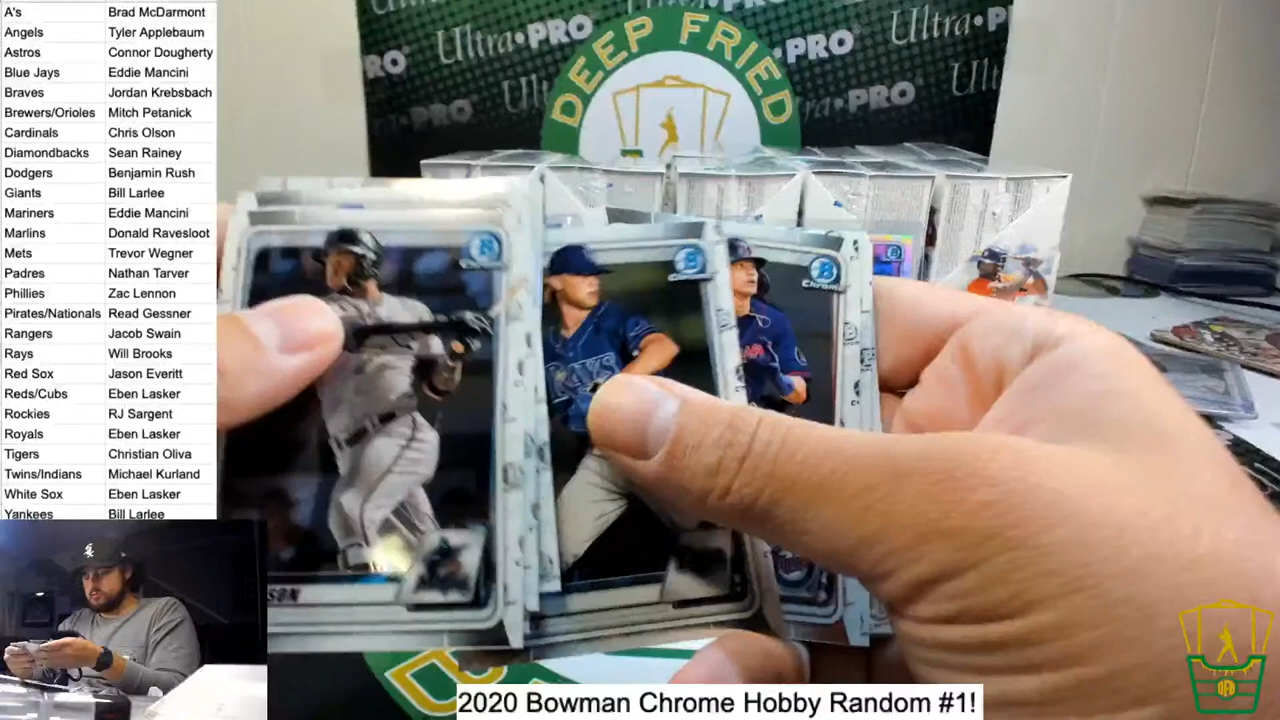 A's Brad McDarmont
Angels Tyler Applebaum
Astros Connor Dougherty
Blue Jays Eddie Mancini
Braves Jordan Krebsbach
Brewers/Orioles Mitch Petanick
Cardinals Chris Olson
Diamondbacks Sean Rainey
Dodgers Benjamin Rush
Giants Bill Larlee
Mariners Eddie Mancini
Marlins Donald Ravesloot
Mets Trevor Wegner
Padres Nathan Tarver
Phillies Zac Lennon
Pirates/Nationals Read Gessner
Rangers Jacob Swain
Rays Will Brooks
Red Sox Jason Everitt
Reds/Cubs Eben Lasker
Rockies RJ Sargent
Royals Eben Lasker
Tigers Christian Oliva
Twins/Indians Michael Kurland
White Sox Eben Lasker
Yankees Bill Larlee
Ultra•PRO
Ultra•PRO
PRO
PRO
PRO
DEEP FRIED
B
B
B
Chrome
RAYS
SON
2020 Bowman Chrome Hobby Random #1!